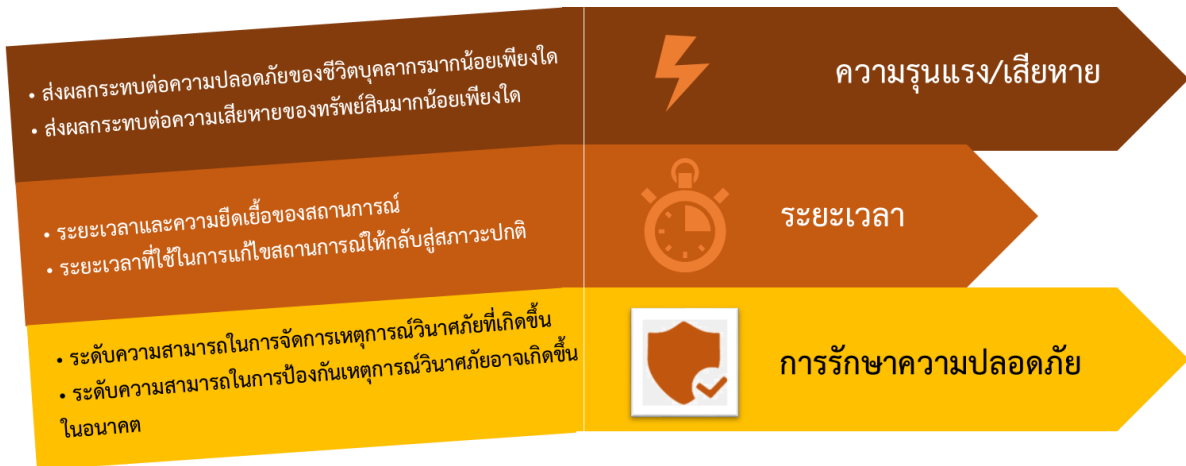 • ส่งผลกระทบต่อความปลอดภัยของชีวิตบุคลากรมากน้อยเพียงใด
• ส่งผลกระทบต่อความเสียหายของทรัพย์สินมากน้อยเพียงใด
ความรุนแรง/เสียหาย
• ระยะเวลาและความยืดเยื้อของสถานการณ์
• ระยะเวลาที่ใช้ในการแก้ไขสถานการณ์ให้กลับสู่สภาวะปกติ
ระยะเวลา
• ระดับความสามารถในการจัดการเหตุการณ์วินาศภัยที่เกิดขึ้น
• ระดับความสามารถในการป้องกันเหตุการณ์วินาศภัยอาจเกิดขึ้น
ในอนาคต
การรักษาความปลอดภัย